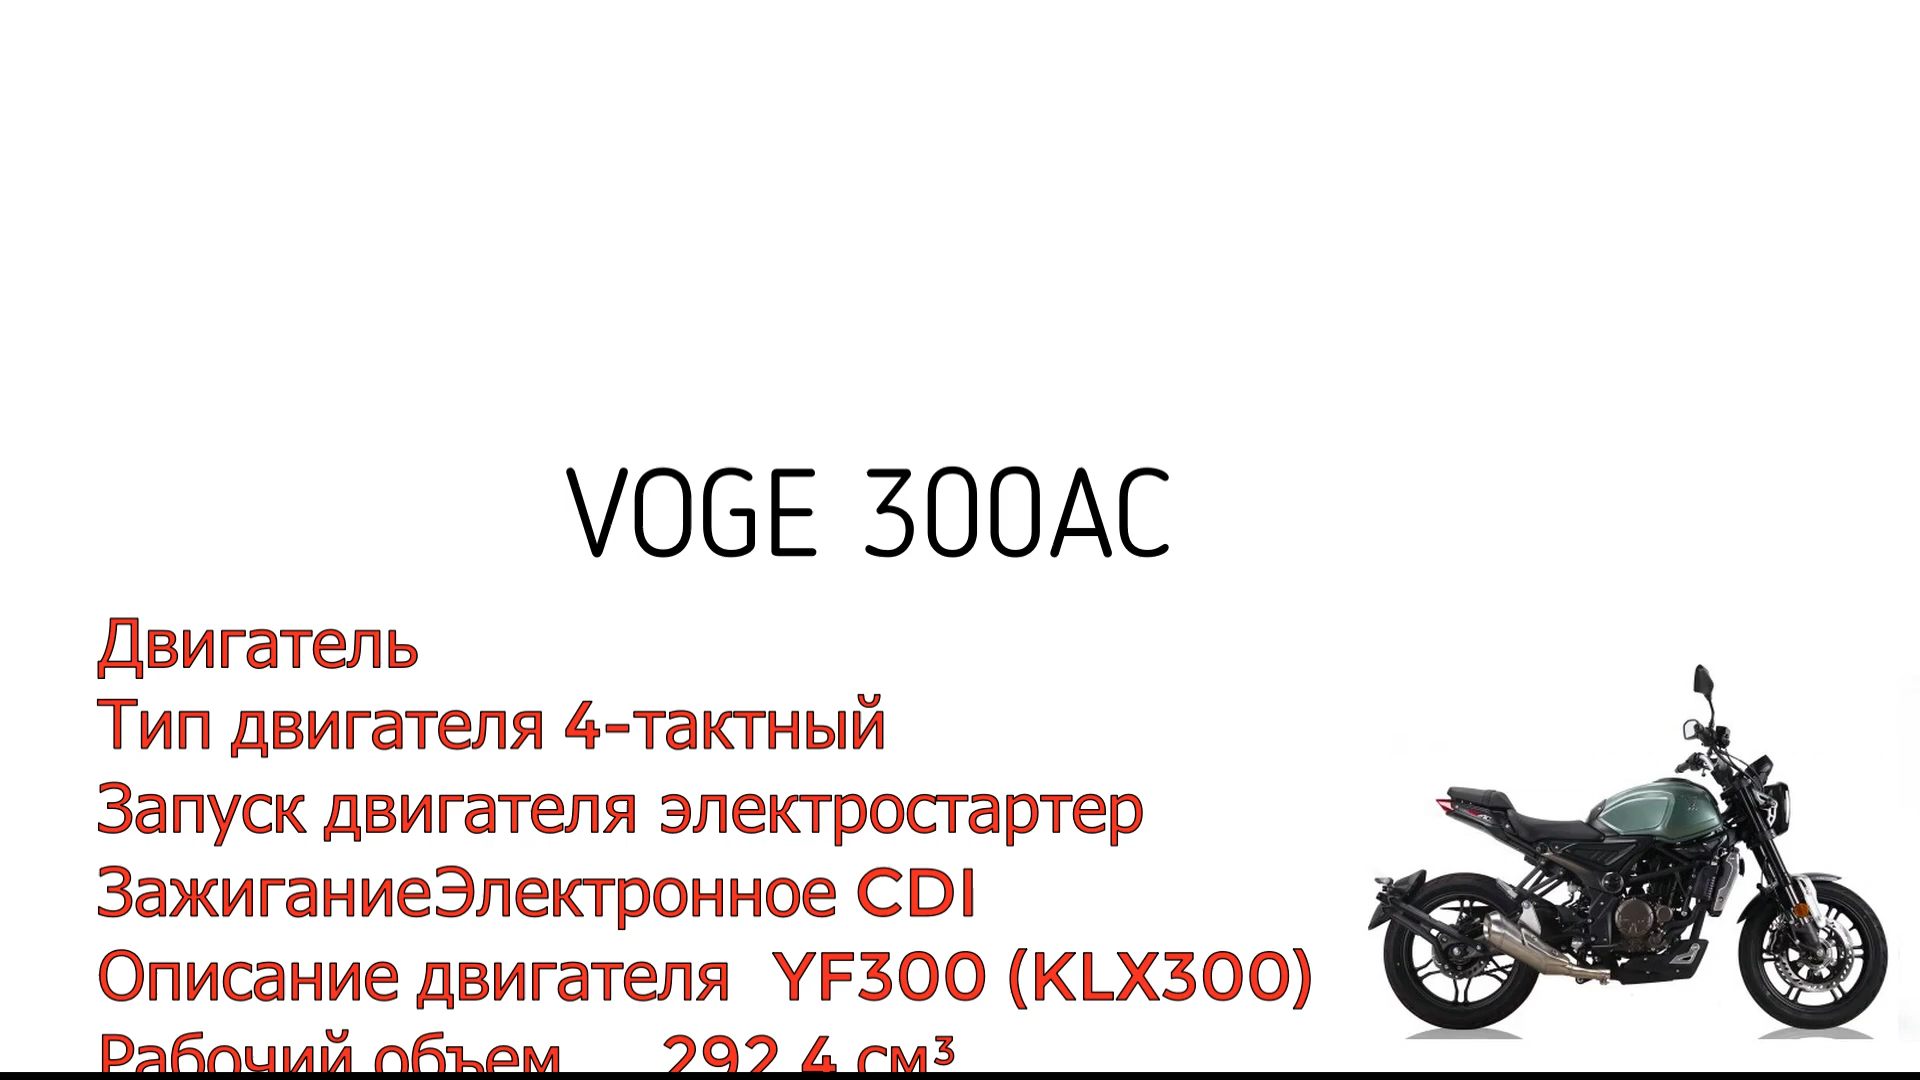 VOGE 300AC
Двигатель
Тип двигателя 4-тактный
Запуск двигателя электростартер
ЗажиганиеЭлектронное CDI
Описание двигателя YF300 (KLX300)
Рабочий объем 292,4 см³